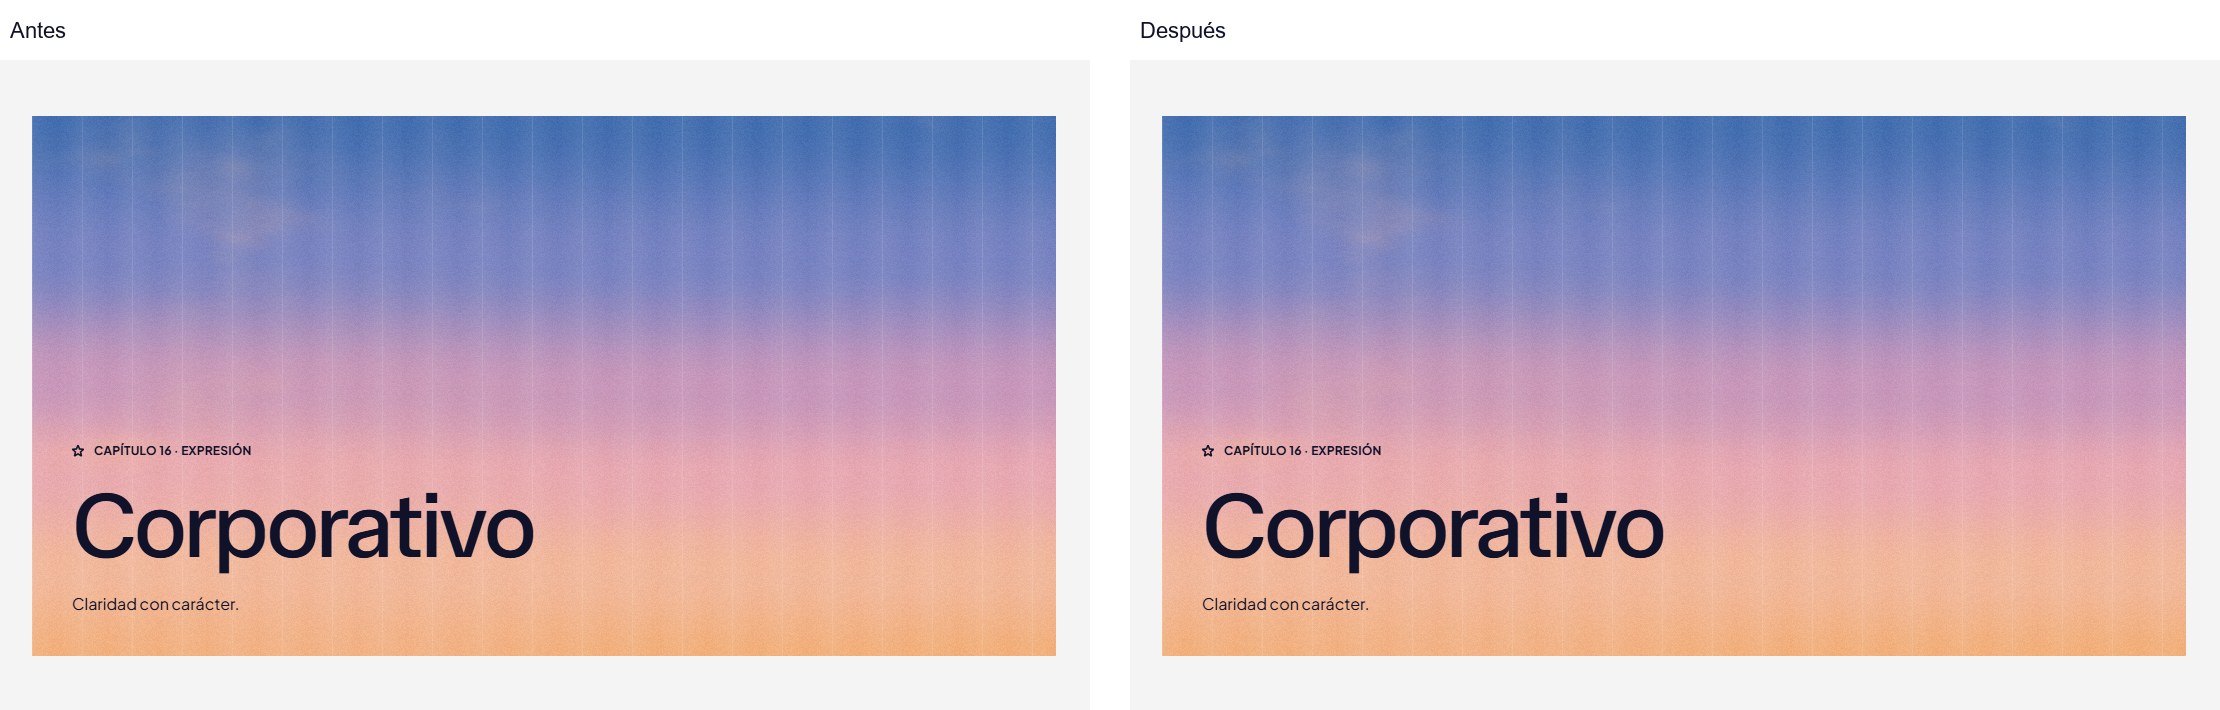 Antes
CAPÍTULO 16 · EXPRESIÓN
Corporativo
Claridad con carácter.
Después
CAPÍTULO 16 · EXPRESIÓN
Corporativo
Claridad con carácter.